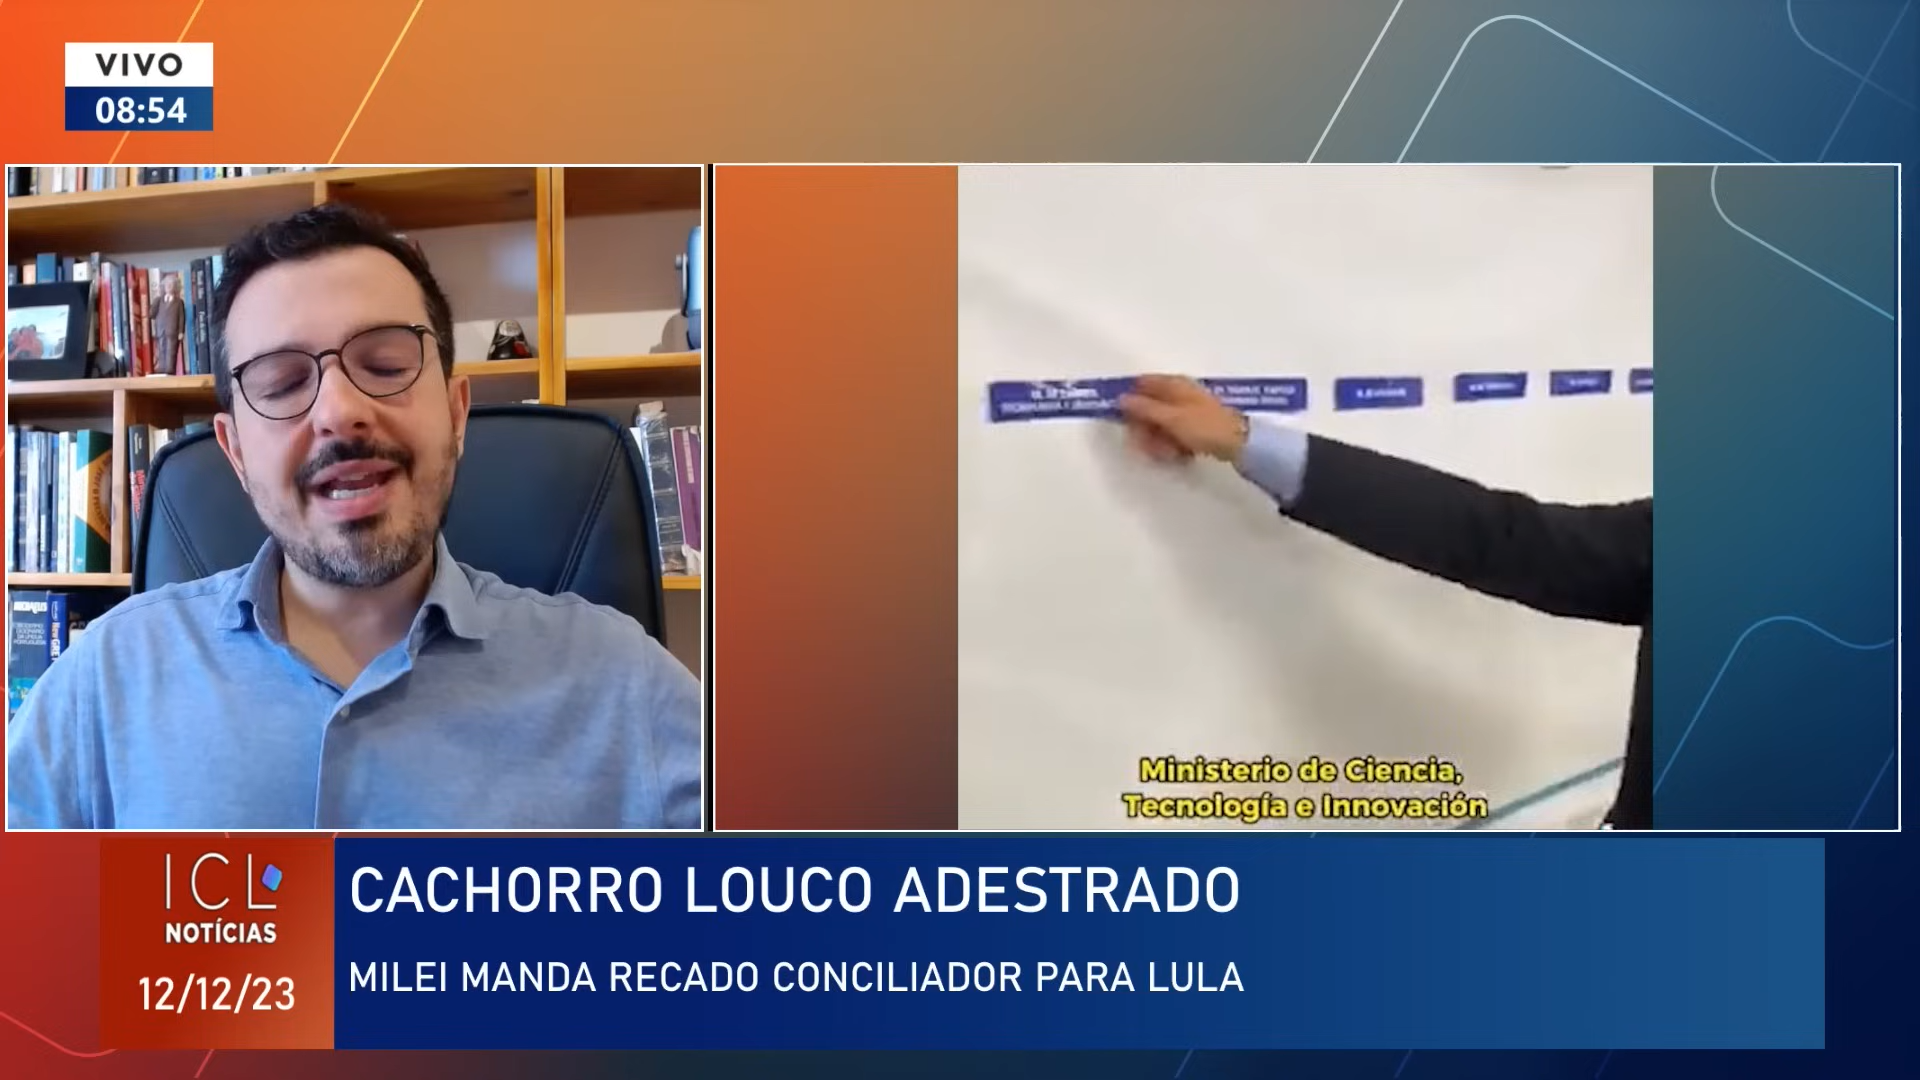 VIVO
08:54
Ministerio de Ciencia,
Tecnología e Innovación
ICL
NOTÍCIAS
12/12/23
CACHORRO LOUCO ADESTRADO
MILEI MANDA RECADO CONCILIADOR PARA LULA